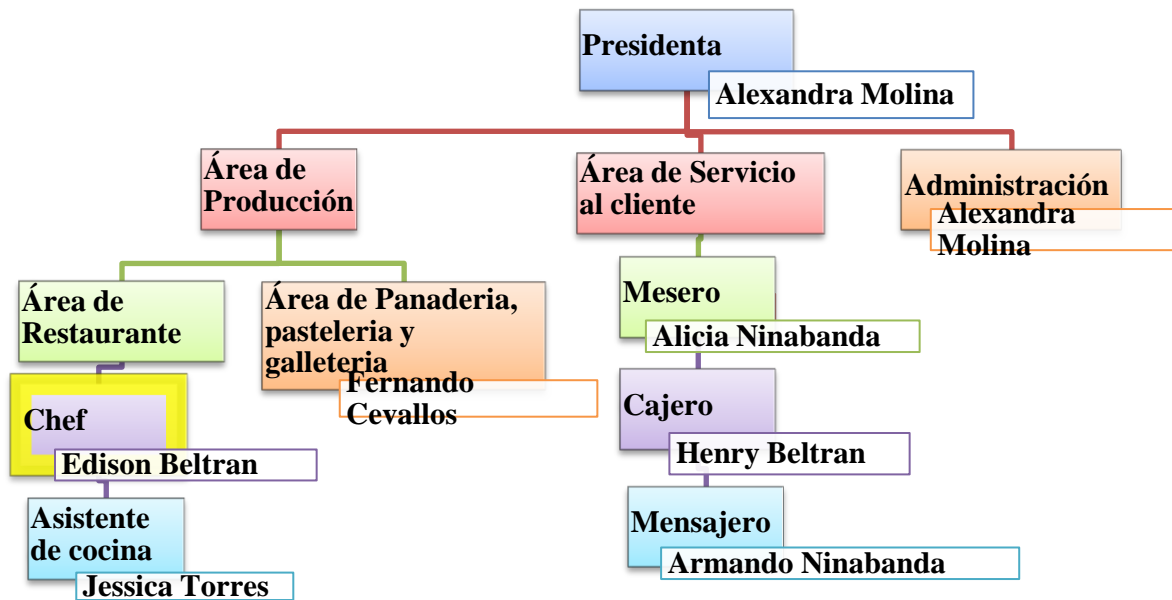 Presidenta
Alexandra Molina
Área de
Producción
Área de Servicio
al cliente
Administración
Alexandra
Molina
Área de
Restaurante
Área de Panaderia,
pasteleria y
galleteria
Fernando
Cevallos
Mesero
Alicia Ninabanda
Chef
Edison Beltran
Cajero
Henry Beltran
Asistente
de cocina
Jessica Torres
Mensajero
Armando Ninabanda